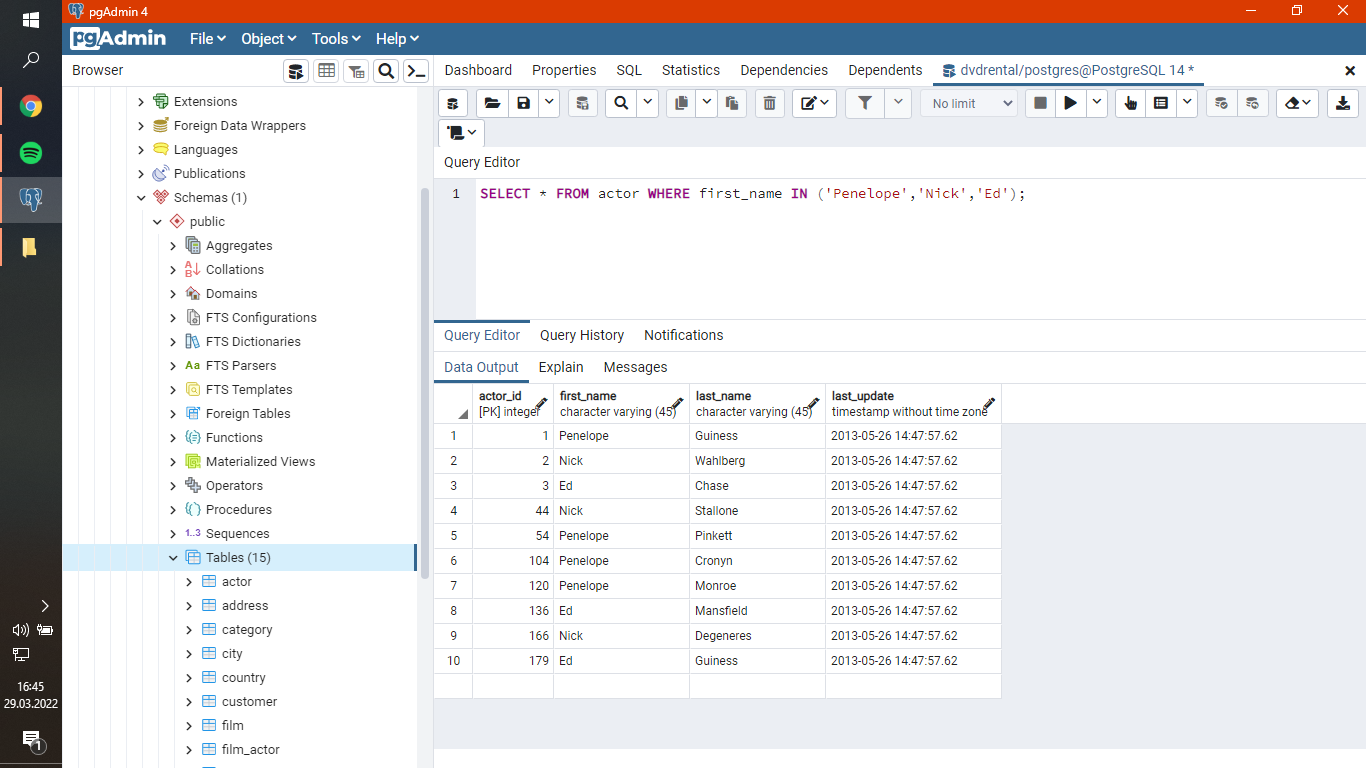 pgAdmin 4
pgAdmin
File Object Tools Help
Browser
Dashboard Properties SQL Statistics Dependencies Dependents dvdrental/postgres@PostgreSQL 14 *
No limit
Extensions
Foreign Data Wrappers
Languages
Publications
Schemas (1)
public
Aggregates
Collations
Domains
FTS Configurations
FTS Dictionaries
Aa FTS Parsers
FTS Templates
Foreign Tables
Functions
Materialized Views
Operators
Procedures
1..3 Sequences
Tables (15)
actor
address
category
city
country
customer
film
film_actor
Query Editor
1 SELECT * FROM actor WHERE first_name IN ('Penelope','Nick','Ed');
Query Editor Query History Notifications
Data Output Explain Messages
actor_id first_name last_name last_update
[PK] integer character varying (45) character varying (45) timestamp without time zone
1 1 Penelope Guiness 2013-05-26 14:47:57.62
2 2 Nick Wahlberg 2013-05-26 14:47:57.62
3 3 Ed Chase 2013-05-26 14:47:57.62
4 44 Nick Stallone 2013-05-26 14:47:57.62
5 54 Penelope Pinkett 2013-05-26 14:47:57.62
6 104 Penelope Cronyn 2013-05-26 14:47:57.62
7 120 Penelope Monroe 2013-05-26 14:47:57.62
8 136 Ed Mansfield 2013-05-26 14:47:57.62
9 166 Nick Degeneres 2013-05-26 14:47:57.62
10 179 Ed Guiness 2013-05-26 14:47:57.62
16:45
29.03.2022
1